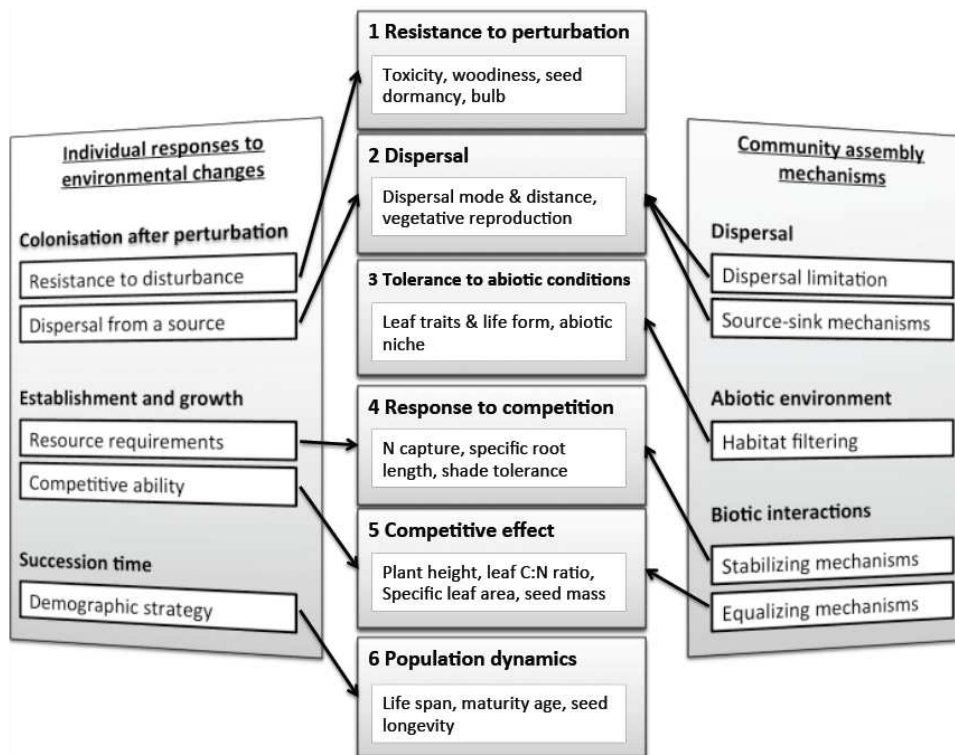 Individual responses to
environmental changes
Colonisation after perturbation
Resistance to disturbance
Dispersal from a source
Establishment and growth
Resource requirements
Competitive ability
Succession time
Demographic strategy
1 Resistance to perturbation
Toxicity, woodiness, seed
dormancy, bulb
2 Dispersal
Dispersal mode & distance,
vegetative reproduction
3 Tolerance to abiotic conditions
Leaf traits & life form, abiotic
niche
4 Response to competition
N capture, specific root
length, shade tolerance
5 Competitive effect
Plant height, leaf C:N ratio,
Specific leaf area, seed mass
6 Population dynamics
Life span, maturity age, seed
longevity
Community assembly
mechanisms
Dispersal
Dispersal limitation
Source-sink mechanisms
Abiotic environment
Habitat filtering
Biotic interactions
Stabilizing mechanisms
Equalizing mechanisms